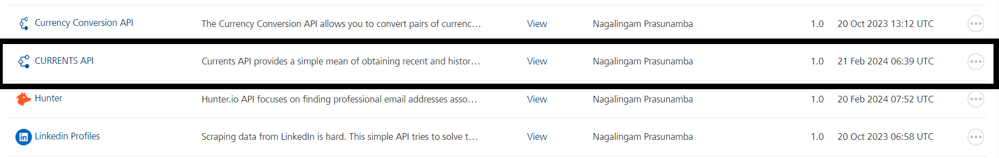 Currency Conversion API The Currency Conversion API allows you to convert pairs of currenc... View Nagalingam Prasunamba 1.0 20 Oct 2023 13:12 UTC
CURRENTS API Currents API provides a simple mean of obtaining recent and histor... View Nagalingam Prasunamba 1.0 21 Feb 2024 06:39 UTC
Hunter Hunter.io API focuses on finding professional email addresses asso... View Nagalingam Prasunamba 1.0 20 Feb 2024 07:52 UTC
Linkedin Profiles Scraping data from LinkedIn is hard. This simple API tries to solve t... View Nagalingam Prasunamba 1.0 20 Oct 2023 06:58 UTC